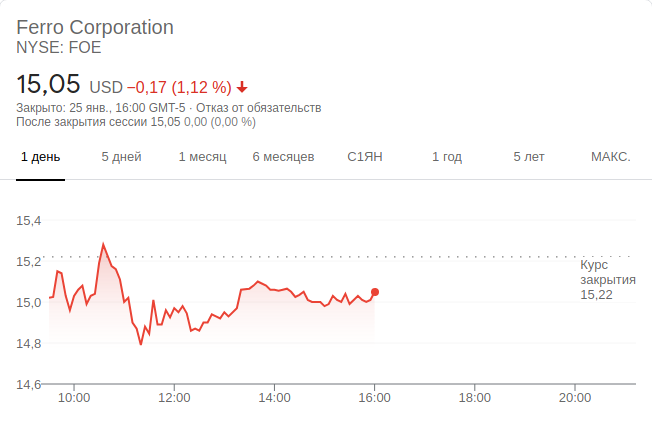 Ferro Corporation
NYSE: FOE
15,05 USD −0,17 (1,12 %)
Закрыто: 25 янв., 16:00 GMT-5 · Отказ от обязательств
После закрытия сессии 15,05 0,00 (0,00 %)
1 день 5 дней 1 месяц 6 месяцев С1ЯН 1 год 5 лет МАКС.
15,4
15,2
Курс
закрытия
15,22
15,0
14,8
14,6
10:00 12:00 14:00 16:00 18:00 20:00